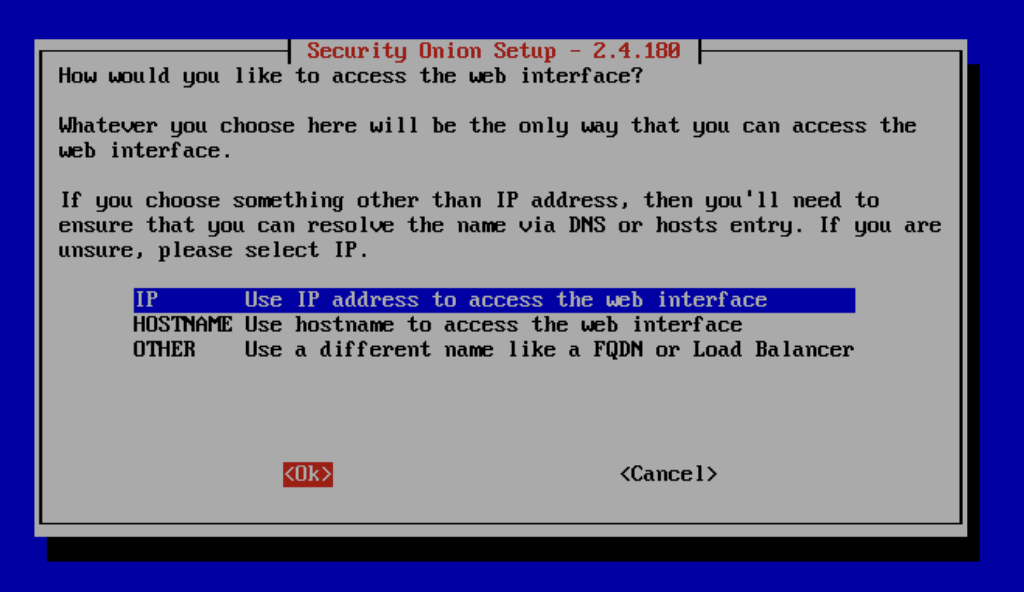 Security Onion Setup - 2.4.180
How would you like to access the web interface?
Whatever you choose here will be the only way that you can access the
web interface.
If you choose something other than IP address, then you'll need to
ensure that you can resolve the name via DNS or hosts entry. If you are
unsure, please select IP.
IP Use IP address to access the web interface
HOSTNAME Use hostname to access the web interface
OTHER Use a different name like a FQDN or Load Balancer
<Ok> <Cancel>